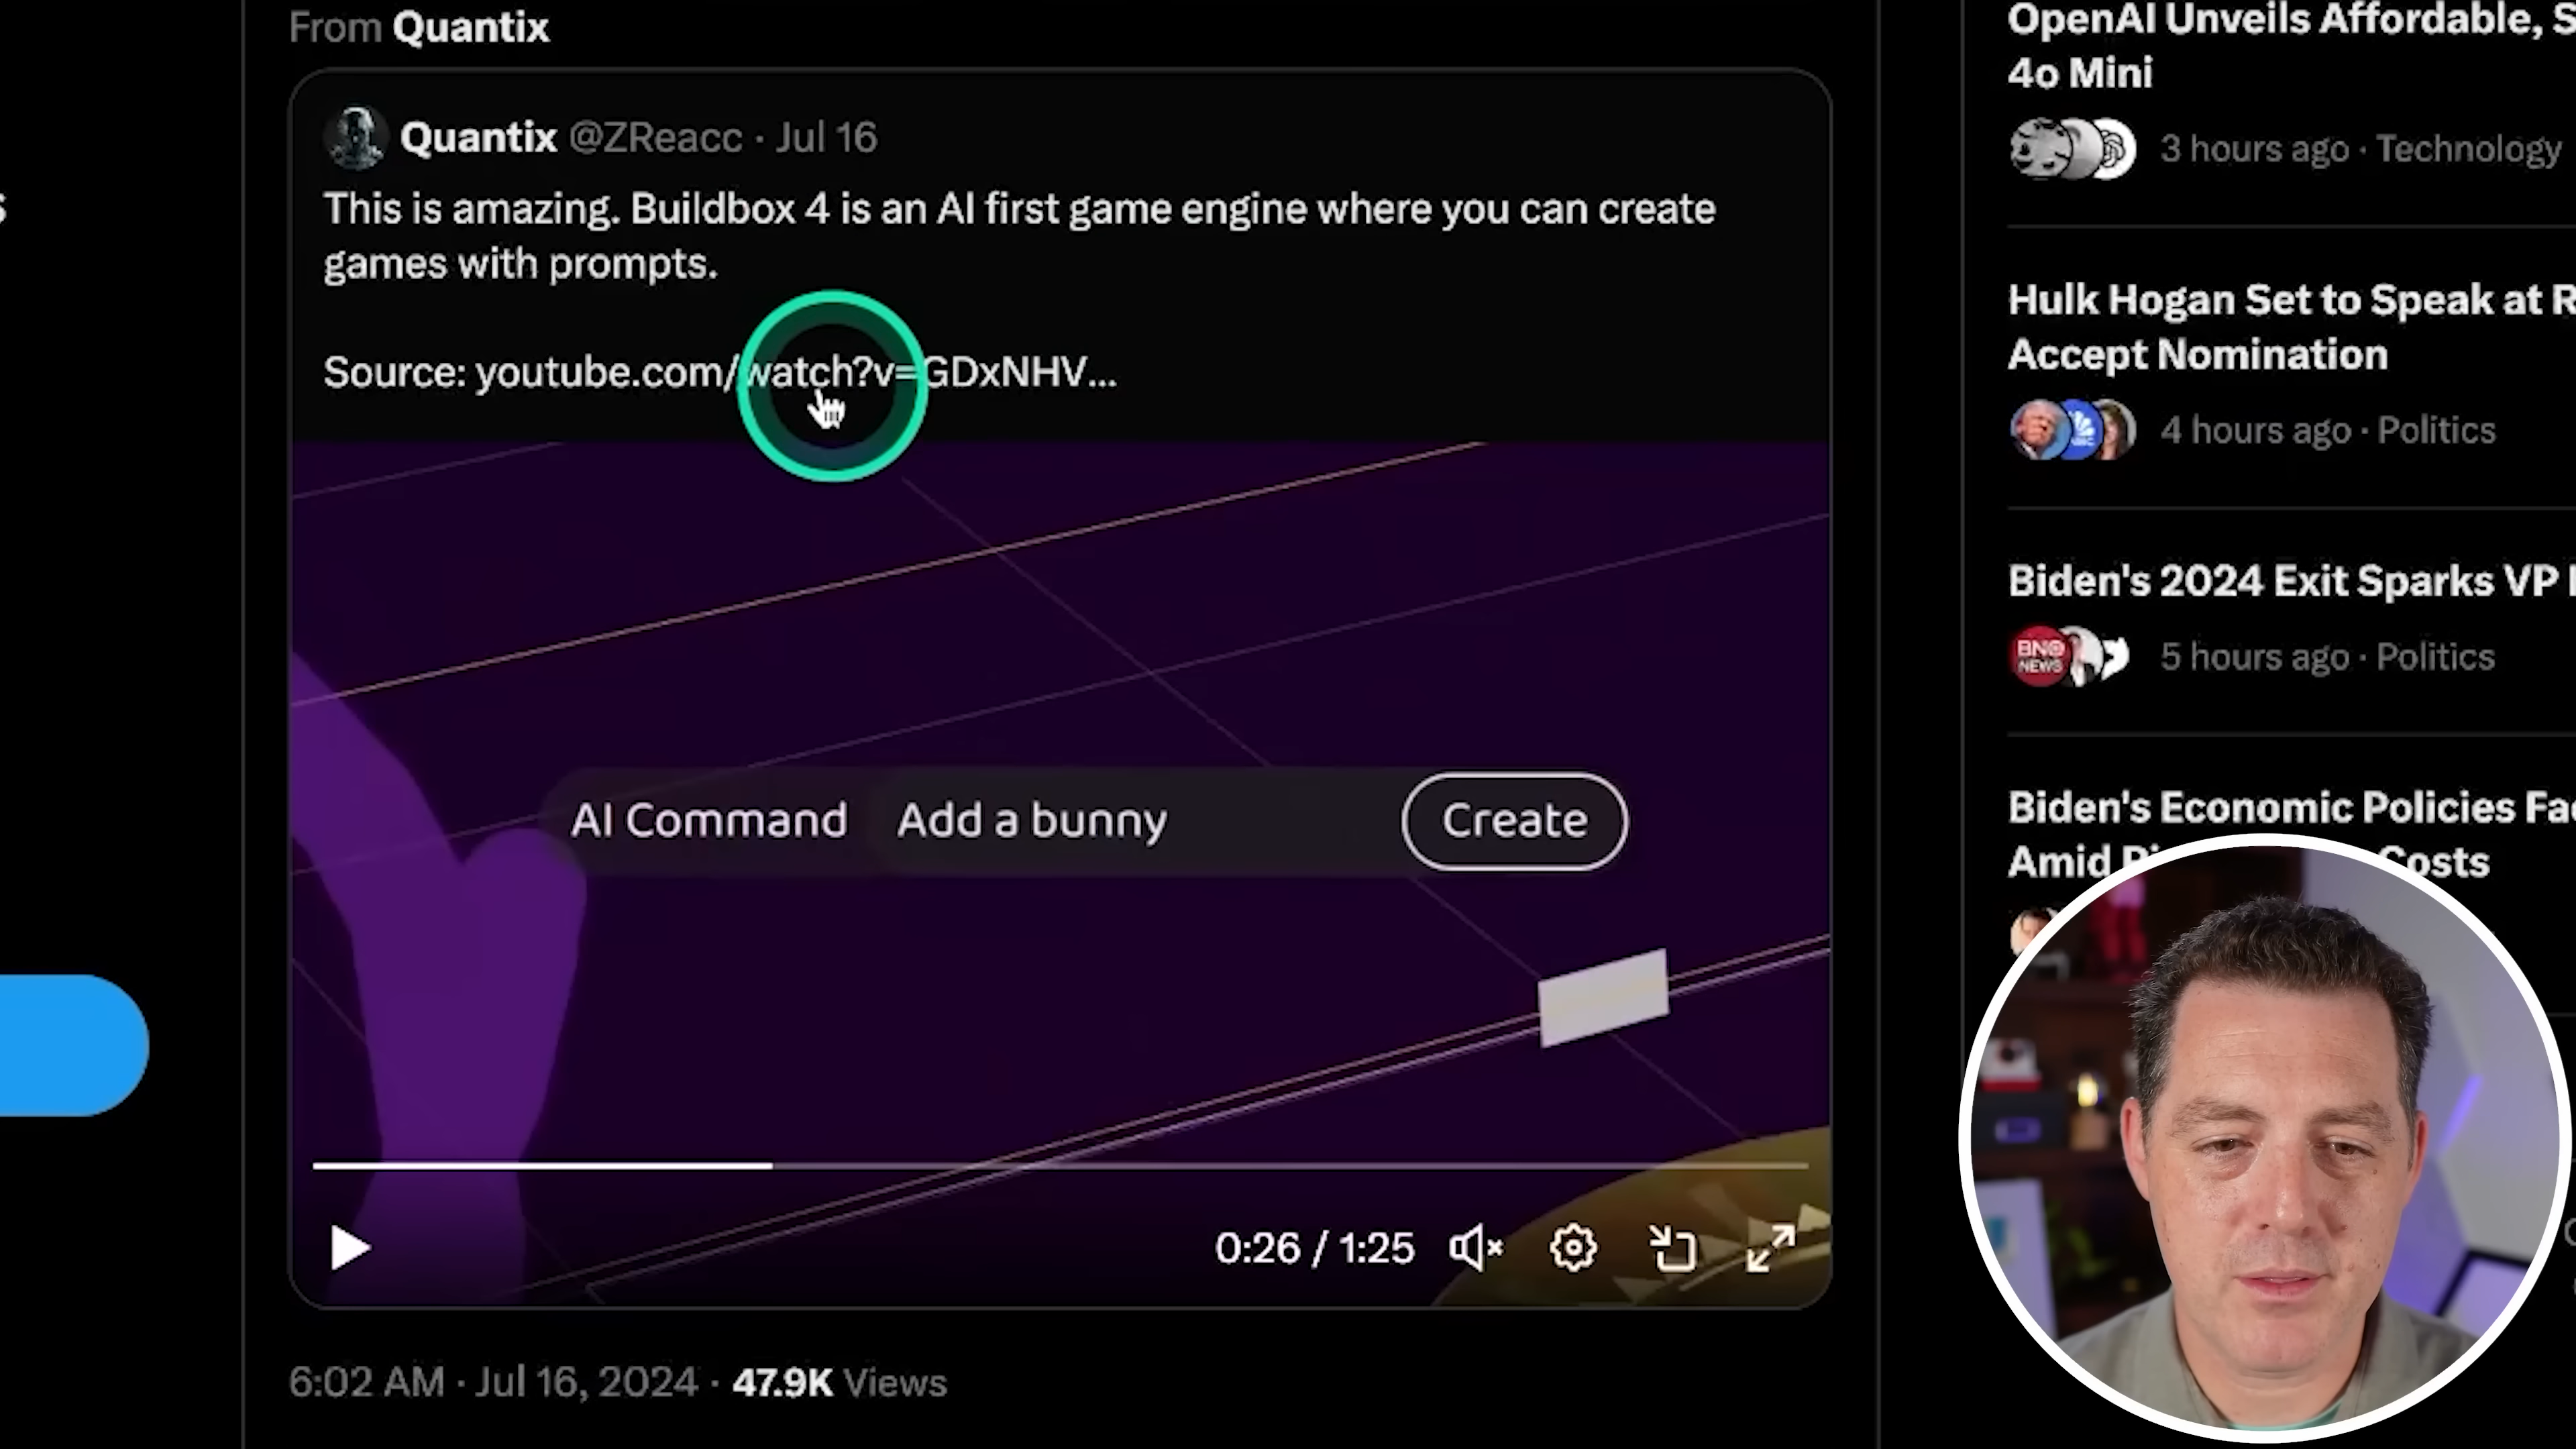 From Quantix
Quantix @ZReacc · Jul 16
This is amazing. Buildbox 4 is an AI first game engine where you can create
games with prompts.
Source: youtube.com/watch?v=GDxNHV...
AI Command Add a bunny Create
0:26 / 1:25
6:02 AM · Jul 16, 2024 · 47.9K Views
OpenAI Unveils Affordable, S
4o Mini
3 hours ago · Technology
Hulk Hogan Set to Speak at R
Accept Nomination
4 hours ago · Politics
Biden's 2024 Exit Sparks VP
BNO
NEWS
5 hours ago · Politics
Biden's Economic Policies Fa
Amid Costs